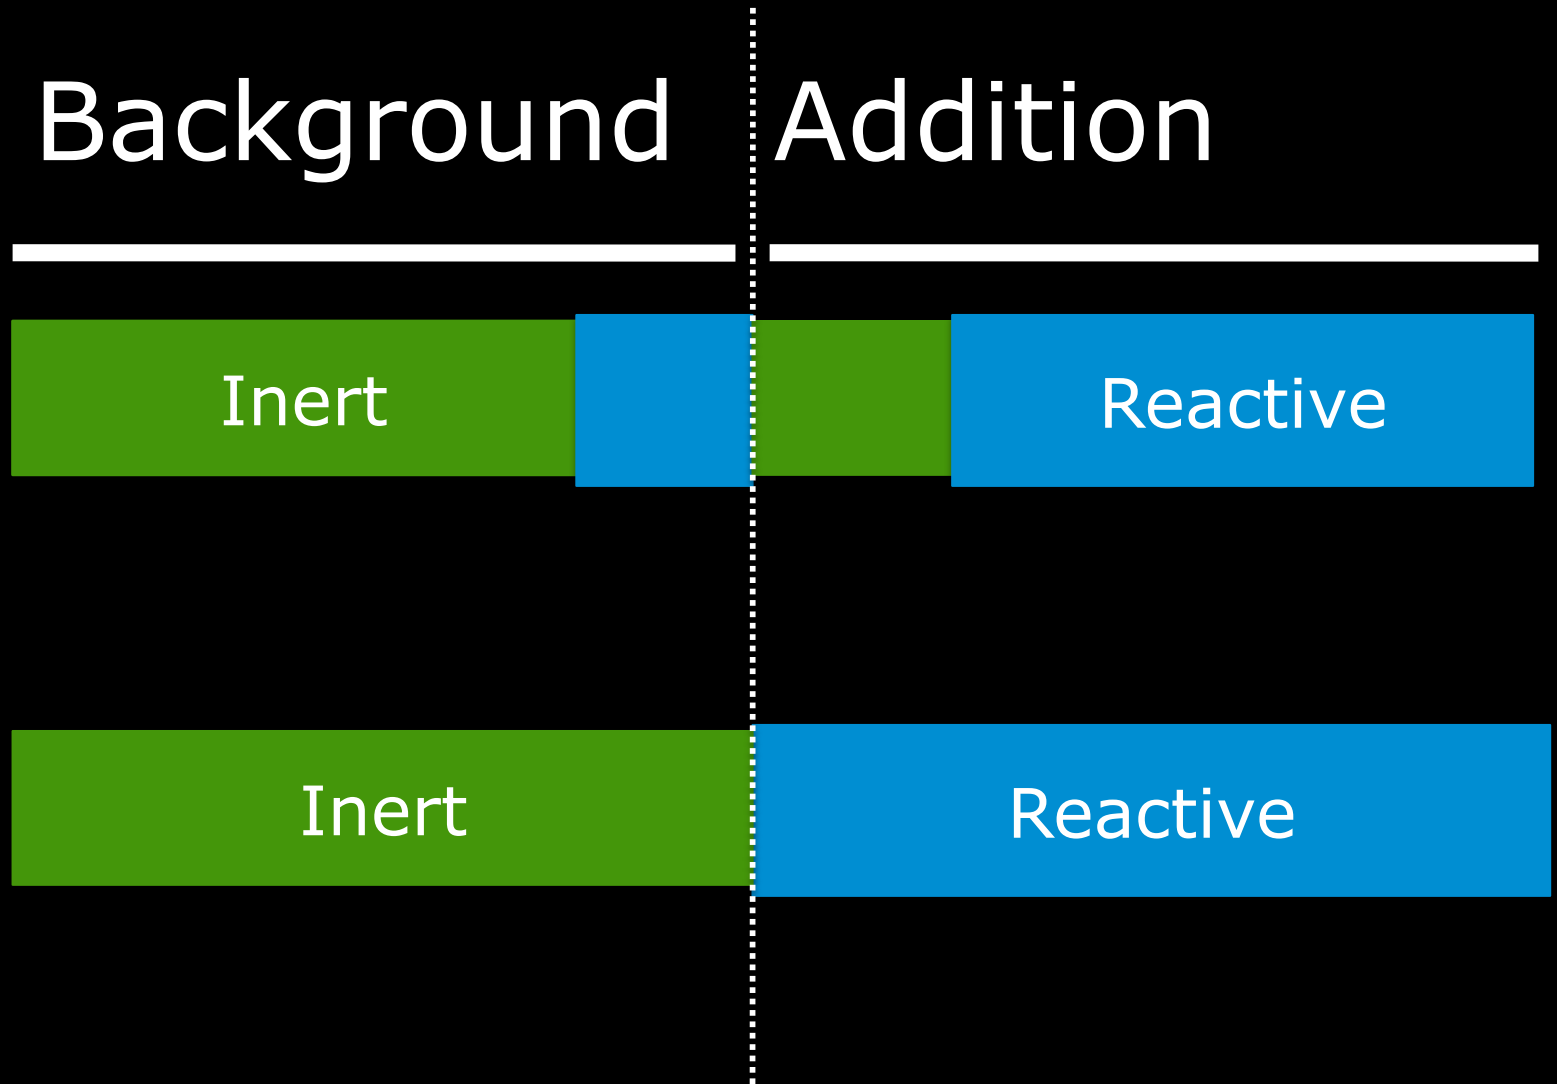 Background
Addition
Inert
Reactive
Inert
Reactive